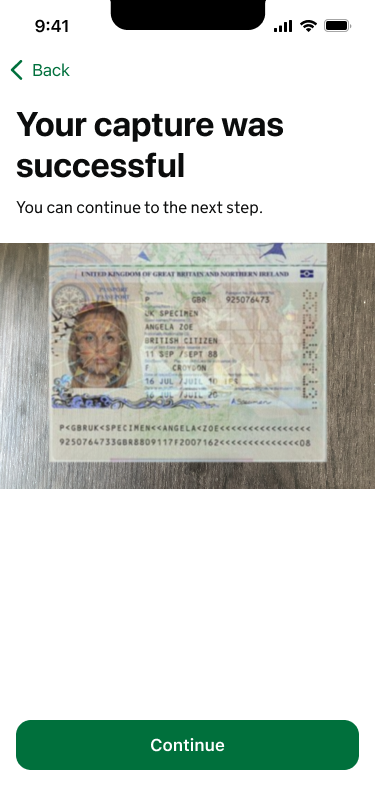 9:41
Back
Your capture was
successful
You can continue to the next step.
UNITED KINGDOM OF GREAT BRITAIN AND NORTHERN IRELAND
PASSPORT
PASSEPORT
P GBR 925076473
UK SPECIMEN
ANGELA ZOE
BRITISH CITIZEN
11 SEP /SEPT 88
F CROYDON
16 JUL /JUIL 10
16 JUL /JUIL 20
P<GBRUK<SPECIMEN<<ANGELA<ZOE<<<<<<<<<<<<<<<<
9250764733GBR8809117F2007162<<<<<<<<<<<<<<08
Continue